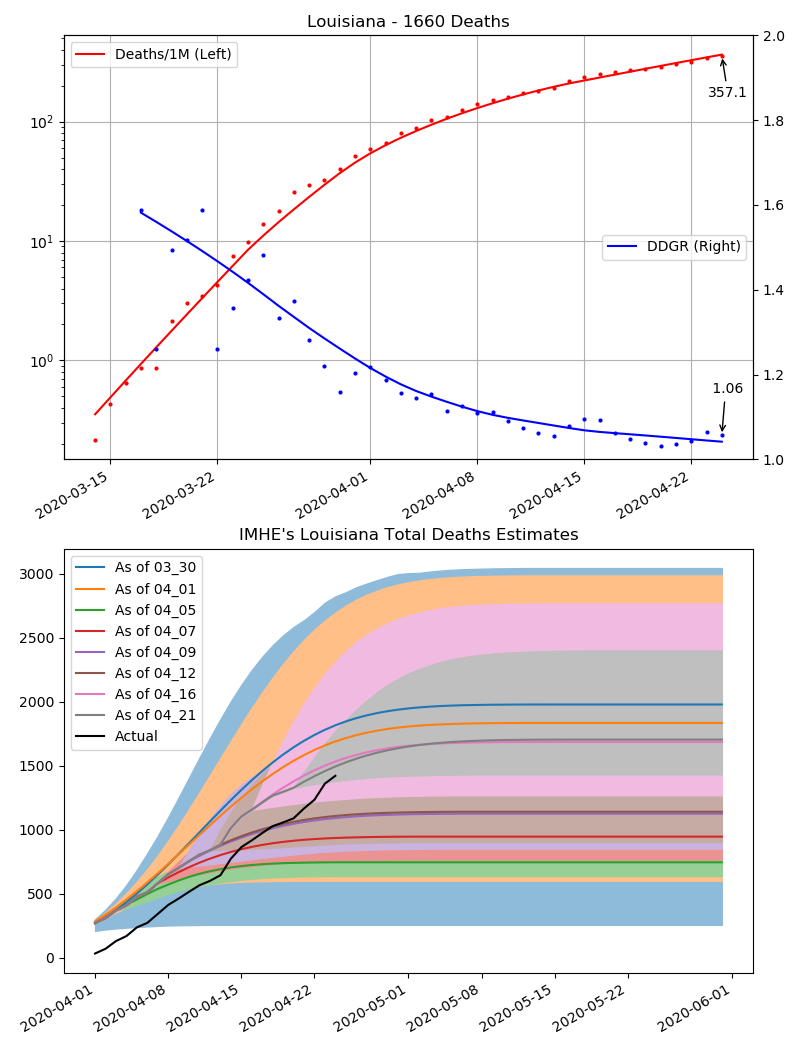 Louisiana - 1660 Deaths
Deaths/1M (Left)
DDGR (Right)
357.1
1.06
10²
10¹
10⁰
2.0
1.8
1.6
1.4
1.2
1.0
2020-03-15
2020-03-22
2020-04-01
2020-04-08
2020-04-15
2020-04-22
IMHE's Louisiana Total Deaths Estimates
As of 03_30
As of 04_01
As of 04_05
As of 04_07
As of 04_09
As of 04_12
As of 04_16
As of 04_21
Actual
3000
2500
2000
1500
1000
500
0
2020-04-01
2020-04-08
2020-04-15
2020-04-22
2020-05-01
2020-05-08
2020-05-15
2020-05-22
2020-06-01